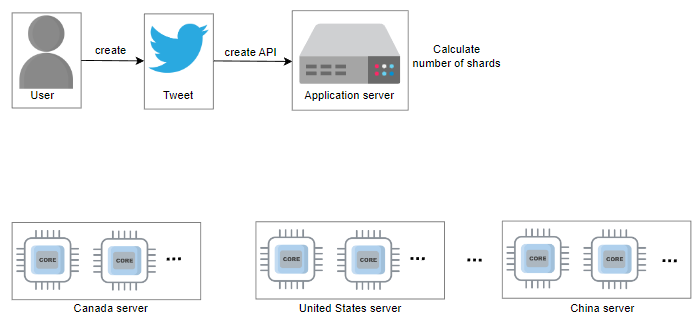 create
create API
Calculate
number of shards
User
Tweet
Application server
CORE
CORE
...
CORE
CORE
...
...
CORE
CORE
...
Canada server
United States server
China server